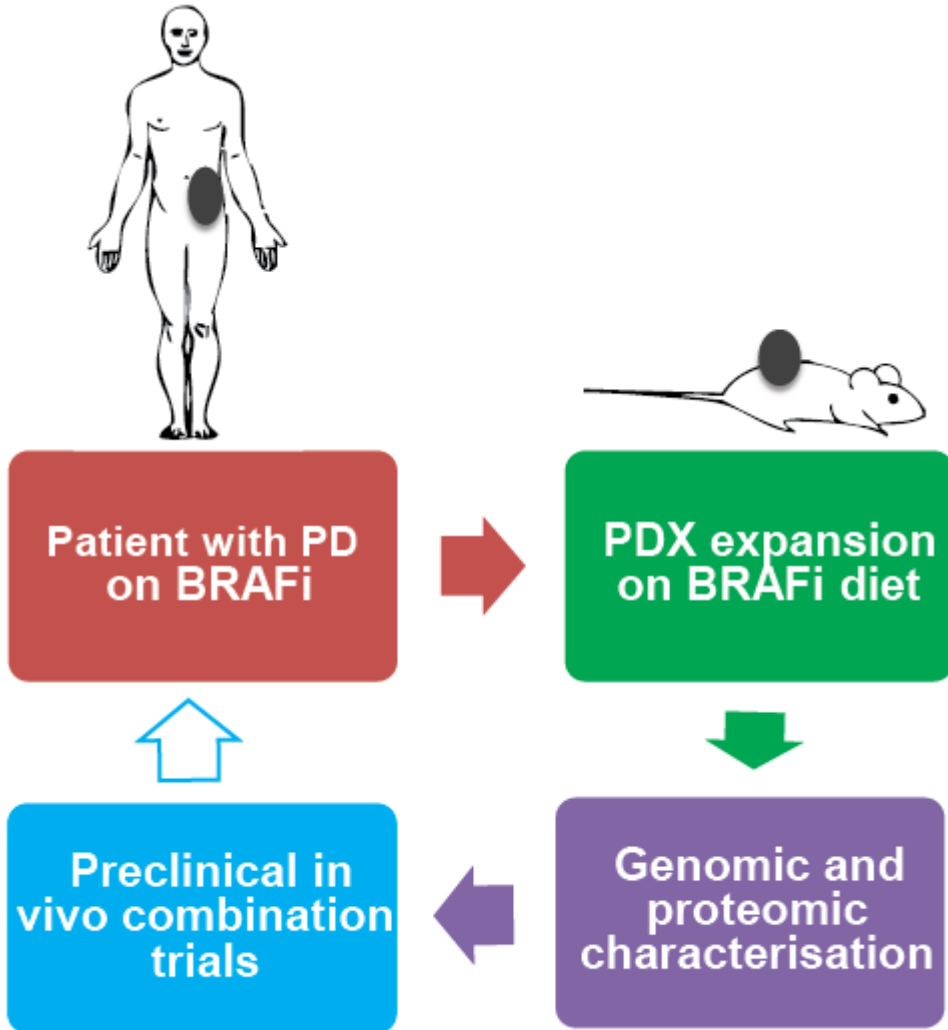 Patient with PD
on BRAFi
PDX expansion
on BRAFi diet
Preclinical in
vivo combination
trials
Genomic and
proteomic
characterisation